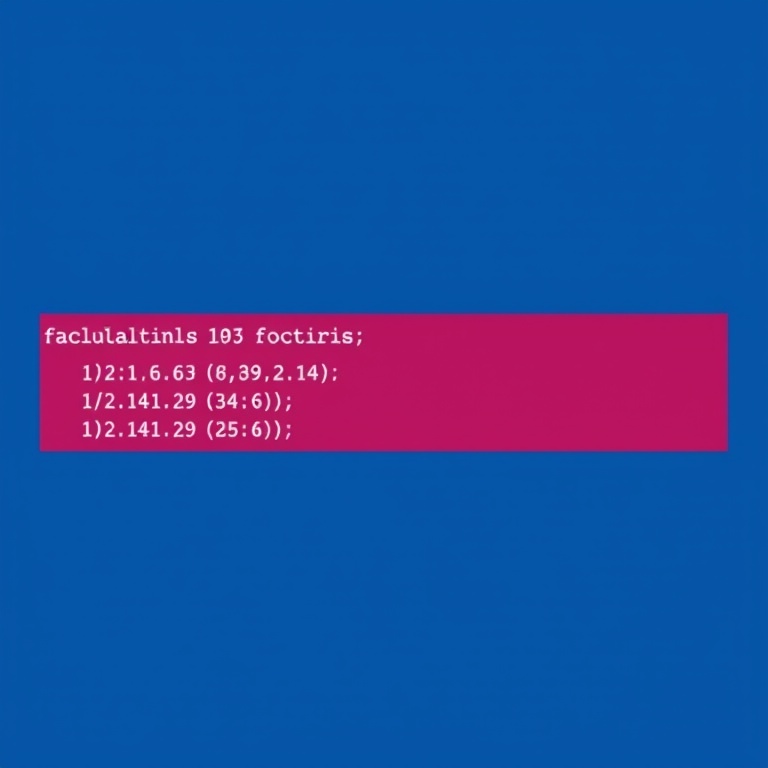 faclulaltinls 193 foctiris;
1)2:1,6.63 (8,39,2.14);
1/2.141.29 (34:6));
1)2.141.29 (25:6));